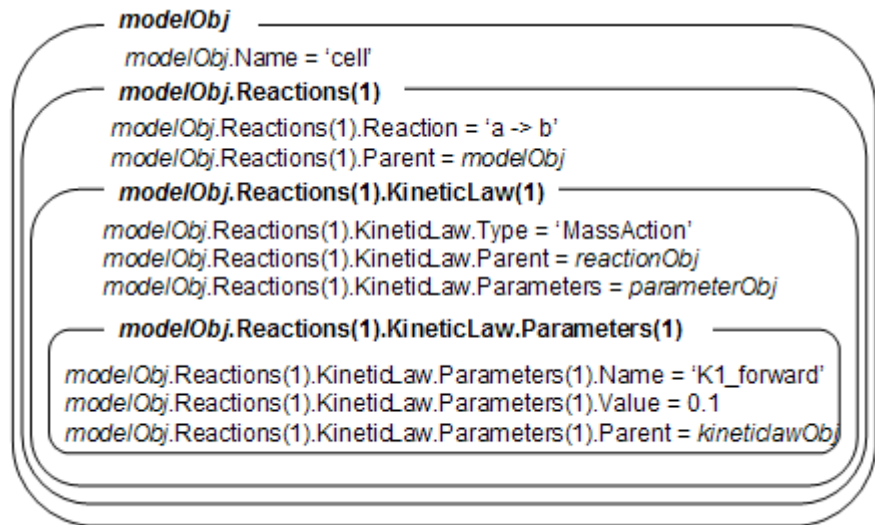 modelObj
modelObj.Name = ‘cell’
modelObj.Reactions(1)
modelObj.Reactions(1).Reaction = ‘a -> b’
modelObj.Reactions(1).Parent = modelObj
modelObj.Reactions(1).KineticLaw(1)
modelObj.Reactions(1).KineticLaw.Type = ‘MassAction’
modelObj.Reactions(1).KineticLaw.Parent = reactionObj
modelObj.Reactions(1).KineticLaw.Parameters = parameterObj
modelObj.Reactions(1).KineticLaw.Parameters(1)
modelObj.Reactions(1).KineticLaw.Parameters(1).Name = ‘K1_forward’
modelObj.Reactions(1).KineticLaw.Parameters(1).Value = 0.1
modelObj.Reactions(1).KineticLaw.Parameters(1).Parent = kineticlawObj